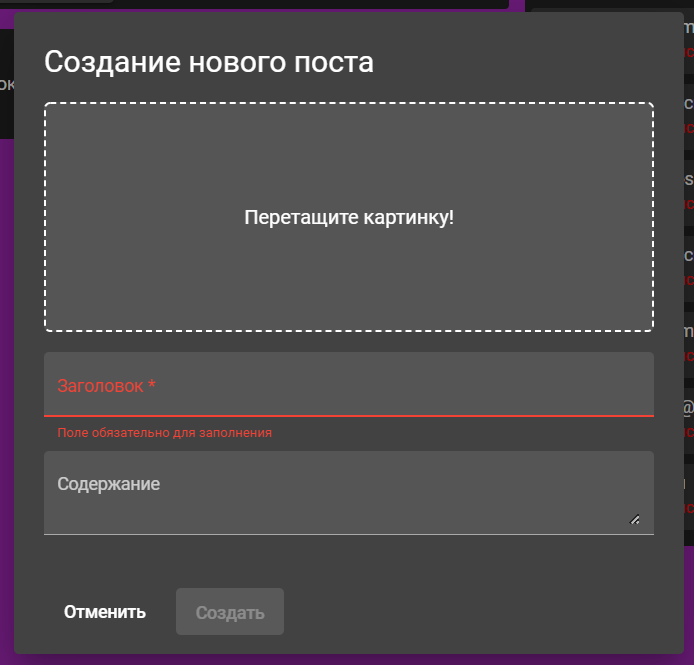 Создание нового поста
Перетащите картинку!
Заголовок *
Поле обязательно для заполнения
Содержание
Отменить Создать